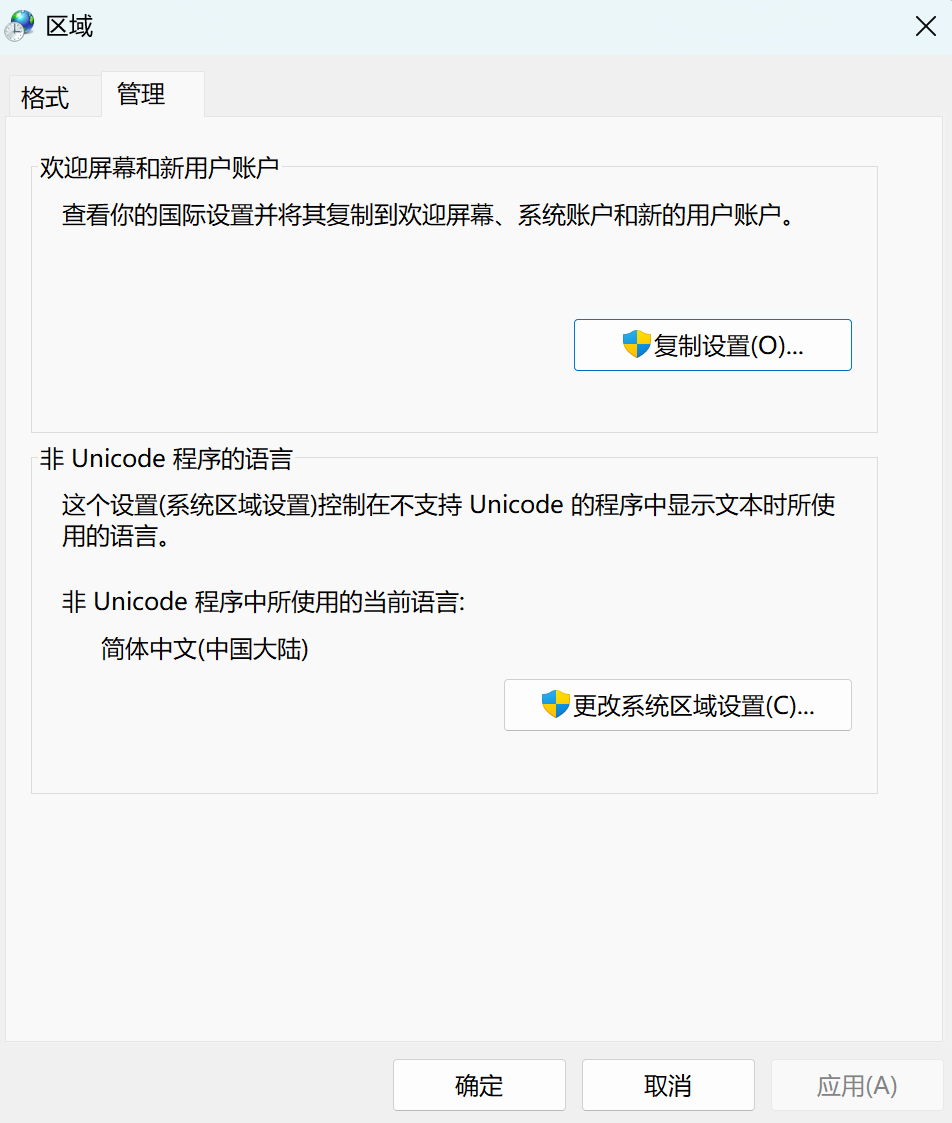 区域
格式
管理
欢迎屏幕和新用户账户
查看你的国际设置并将其复制到欢迎屏幕、系统账户和新的用户账户。
复制设置(O)...
非 Unicode 程序的语言
这个设置(系统区域设置)控制在不支持 Unicode 的程序中显示文本时所使
用的语言。
非 Unicode 程序中所使用的当前语言:
简体中文(中国大陆)
更改系统区域设置(C)...
确定
取消
应用(A)